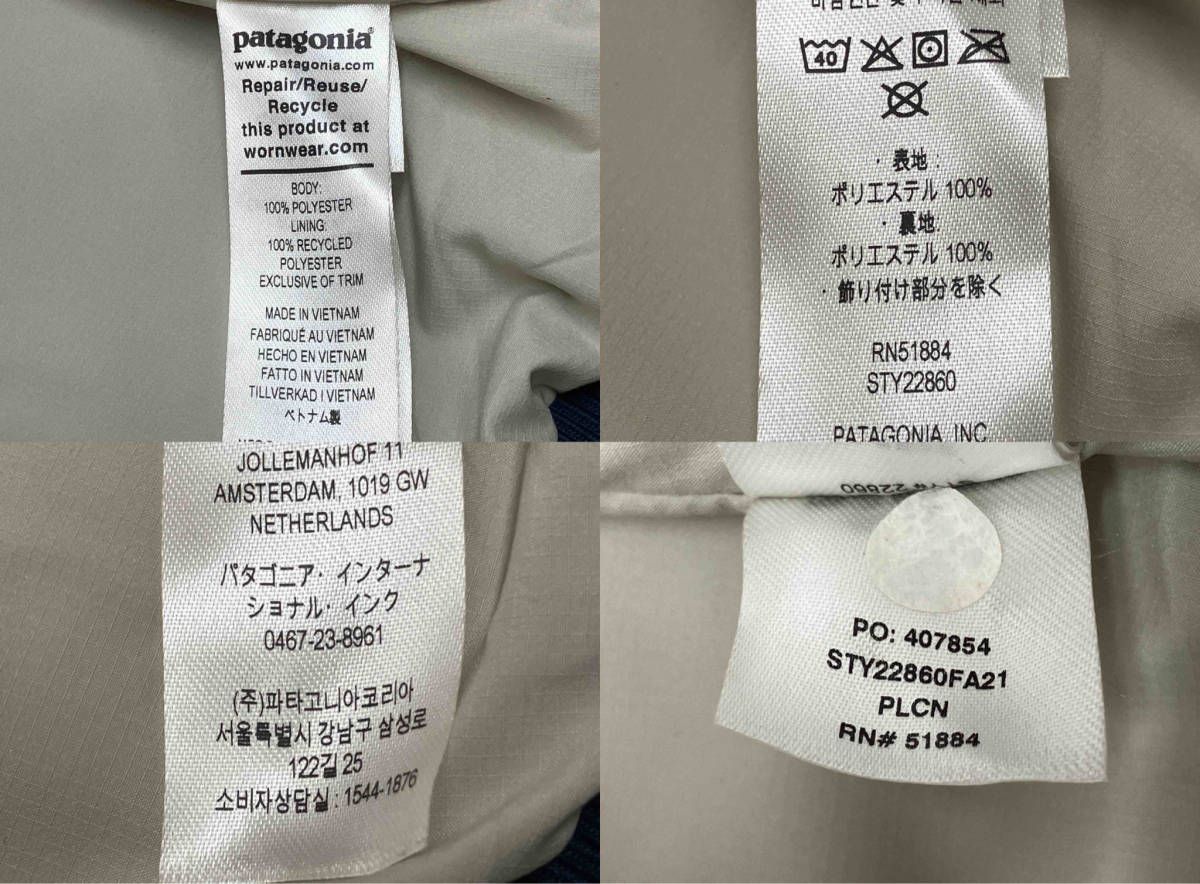 patagonia®
www.patagonia.com
Repair/Reuse/
Recycle
this product at
wornwear.com
BODY:
100% POLYESTER
LINING:
100% RECYCLED
POLYESTER
EXCLUSIVE OF TRIM
MADE IN VIETNAM
FABRIQUÉ AU VIETNAM
HECHO EN VIETNAM
FATTO IN VIETNAM
TILLVERKAD I VIETNAM
ベトナム製
40
・表地:
ポリエステル 100%
・裏地:
ポリエステル 100%
・飾り付け部分を除く
RN51884
STY22860
PATAGONIA, INC.
JOLLEMANHOF 11
AMSTERDAM, 1019 GW
NETHERLANDS
パタゴニア・インターナ
ショナル・インク
0467-23-8961
(주)파타고니아코리아
서울특별시 강남구 삼성로
122길 25
소비자상담실 : 1544-1876
22860
PO: 407854
STY22860FA21
PLCN
RN# 51884